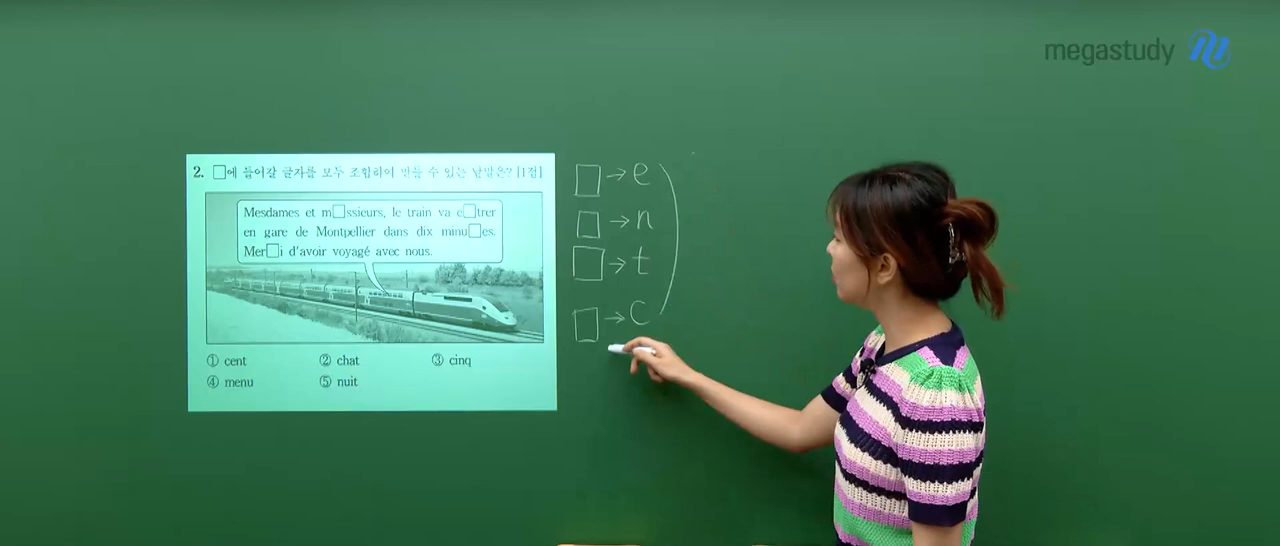 megastudy
2. □에 들어갈 글자를 모두 조합하여 만들 수 있는 낱말은? [1점]
Mesdames et m□ssieurs, le train va e□trer
en gare de Montpellier dans dix minu□es.
Mer□i d'avoir voyagé avec nous.
① cent ② chat ③ cinq
④ menu ⑤ nuit
□→e
□→n
□→t
□→c